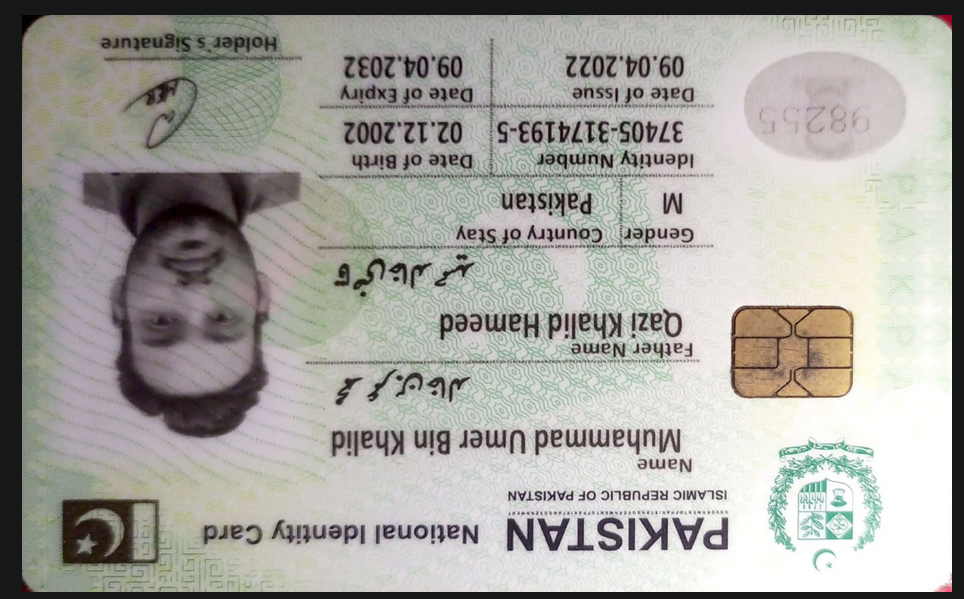 PAKISTAN National Identity Card
ISLAMIC REPUBLIC OF PAKISTAN
Name
Muhammad Umer Bin Khalid
محمد عمر بن خالد
Father Name
Qazi Khalid Hameed
قاضی خالد حمید
Gender Country of Stay
M Pakistan
Identity Number Date of Birth
37405-3174193-5 02.12.2002
Date of Issue Date of Expiry
09.04.2022 09.04.2032
Holder's Signature
98255